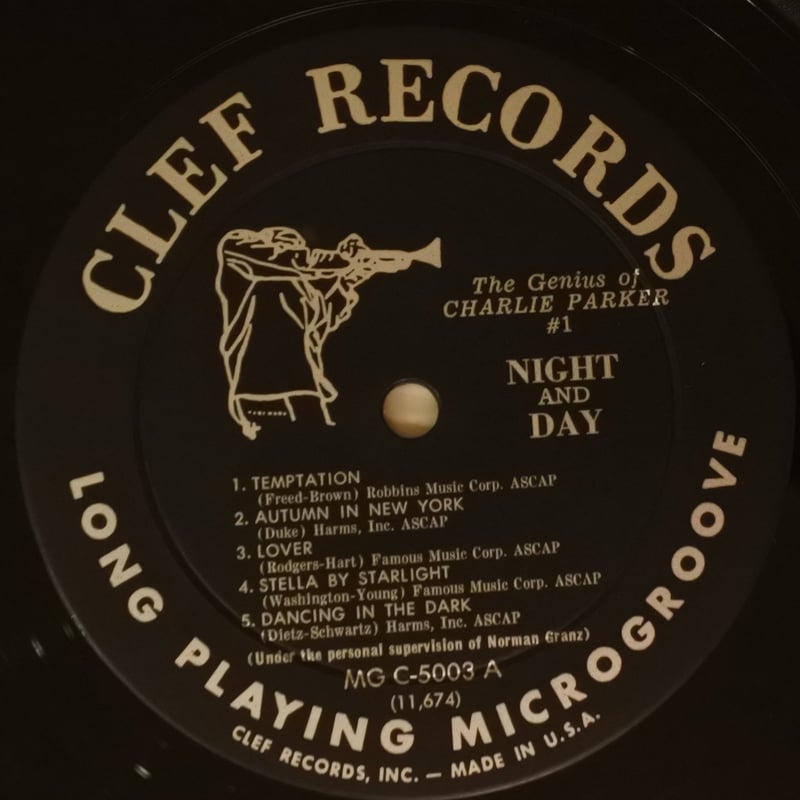 CLEF RECORDS
The Genius of
CHARLIE PARKER
#1
NIGHT
AND
DAY
1. TEMPTATION
(Freed-Brown) Robbins Music Corp. ASCAP
2. AUTUMN IN NEW YORK
(Duke) Harms, Inc. ASCAP
3. LOVER
(Rodgers-Hart) Famous Music Corp. ASCAP
4. STELLA BY STARLIGHT
(Washington-Young) Famous Music Corp. ASCAP
5. DANCING IN THE DARK
(Dietz-Schwartz) Harms, Inc. ASCAP
(Under the personal supervision of Norman Granz)
MG C-5003 A
(11,674)
LONG PLAYING MICROGROOVE
CLEF RECORDS, INC. — MADE IN U.S.A.